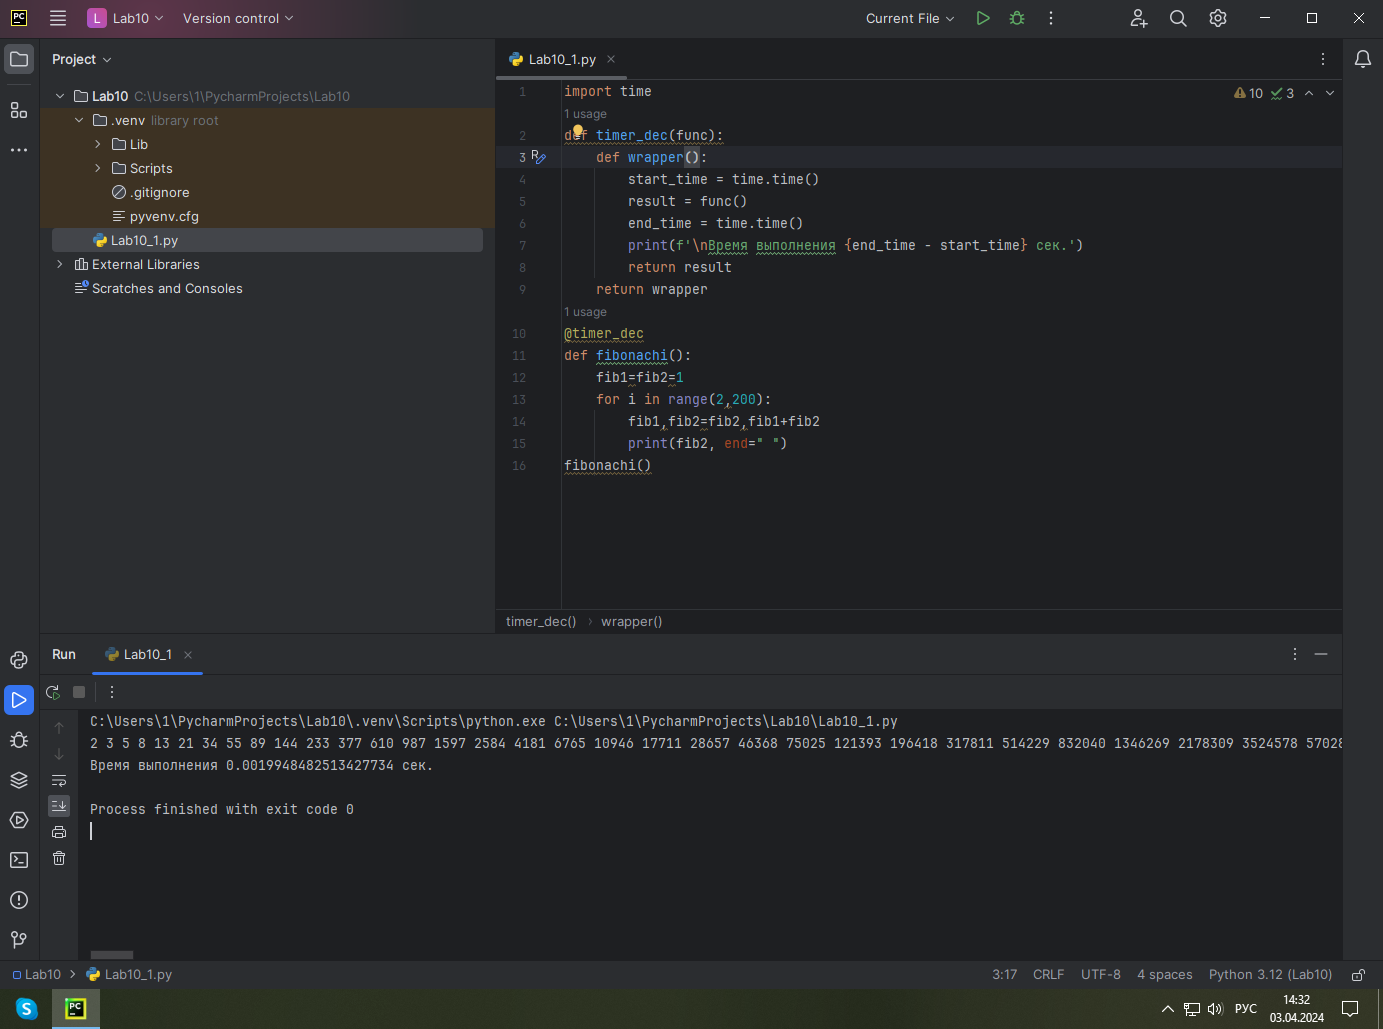 PC
L Lab10 Version control Current File
Project
Lab10 C:\Users\1\PycharmProjects\Lab10
.venv library root
Lib
Scripts
.gitignore
pyvenv.cfg
Lab10_1.py
External Libraries
Scratches and Consoles
Lab10_1.py
10 3
1 import time
1 usage
2 def timer_dec(func):
3 def wrapper():
4 start_time = time.time()
5 result = func()
6 end_time = time.time()
7 print(f'\nВремя выполнения {end_time - start_time} сек.')
8 return result
9 return wrapper
1 usage
10 @timer_dec
11 def fibonachi():
12 fib1=fib2=1
13 for i in range(2,200):
14 fib1,fib2=fib2,fib1+fib2
15 print(fib2, end=" ")
16 fibonachi()
timer_dec() › wrapper()
Run Lab10_1
C:\Users\1\PycharmProjects\Lab10\.venv\Scripts\python.exe C:\Users\1\PycharmProjects\Lab10\Lab10_1.py
2 3 5 8 13 21 34 55 89 144 233 377 610 987 1597 2584 4181 6765 10946 17711 28657 46368 75025 121393 196418 317811 514229 832040 1346269 2178309 3524578 57028
Время выполнения 0.0019948482513427734 сек.
Process finished with exit code 0
Lab10 › Lab10_1.py 3:17 CRLF UTF-8 4 spaces Python 3.12 (Lab10)
S PC РУС 14:32
03.04.2024